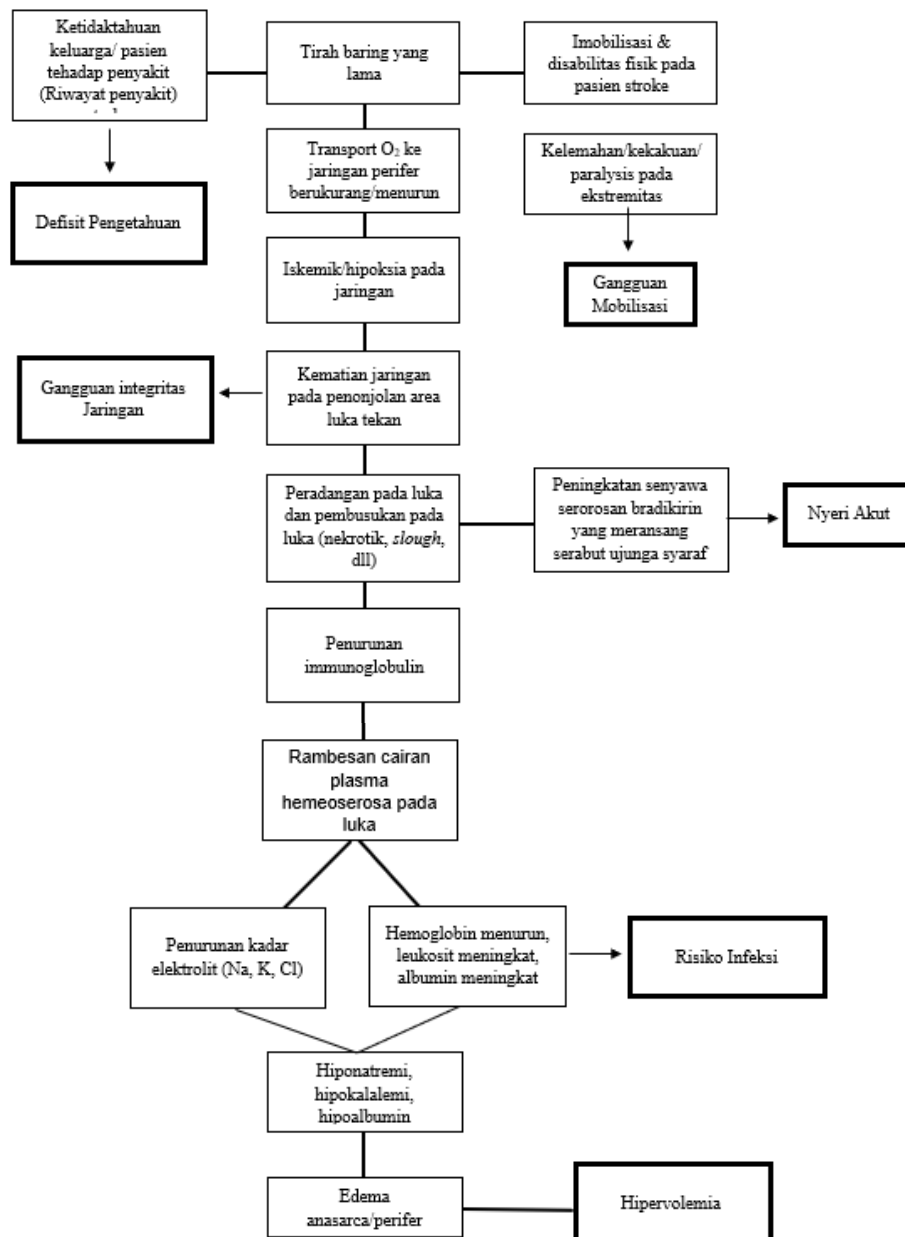 Ketidaktahuan
keluarga/ pasien
tehadap penyakit
(Riwayat penyakit)
Tirah baring yang
lama
Imobilisasi &
disabilitas fisik pada
pasien stroke
Transport O₂ ke
jaringan perifer
berukurang/menurun
Kelemahan/kekakuan/
paralysis pada
ekstremitas
Defisit Pengetahuan
Iskemik/hipoksia pada
jaringan
Gangguan
Mobilisasi
Gangguan integritas
Jaringan
Kematian jaringan
pada penonjolan area
luka tekan
Peradangan pada luka
dan pembusukan pada
luka (nekrotik, slough,
dll)
Peningkatan senyawa
serorosan bradikirin
yang meransang
serabut ujunga syaraf
Nyeri Akut
Penurunan
immunoglobulin
Rambesan cairan
plasma
hemeoserosa pada
luka
Penurunan kadar
elektrolit (Na, K, Cl)
Hemoglobin menurun,
leukosit meningkat,
albumin meningkat
Risiko Infeksi
Hiponatremi,
hipokalalemi,
hipoalbumin
Edema
anasarca/perifer
Hipervolemia